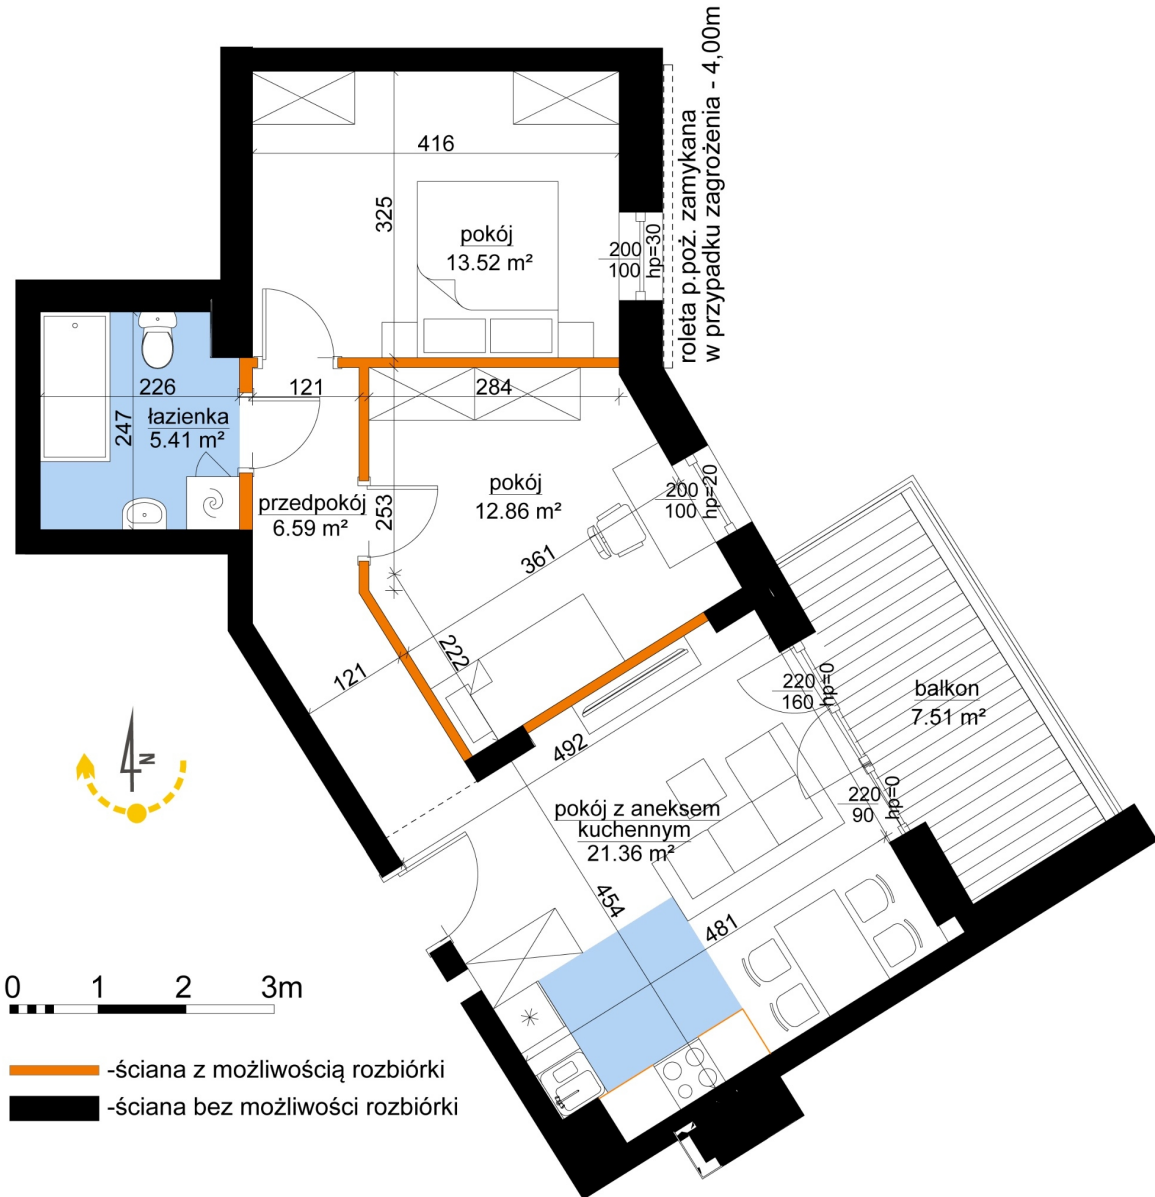 roleta p.poż. zamykana
w przypadku zagrożenia - 4,00m
416
325
pokój
13.52 m²
200
100
hp=30
226
121
284
247
łazienka
5.41 m²
pokój
12.86 m²
200
100
hp=20
przedpokój
6.59 m²
253
361
222
121
220
160
hp=0
balkon
7.51 m²
492
N
220
90
hp=0
pokój z aneksem
kuchennym
21.36 m²
454
481
0 1 2 3m
-ściana z możliwością rozbiórki
-ściana bez możliwości rozbiórki